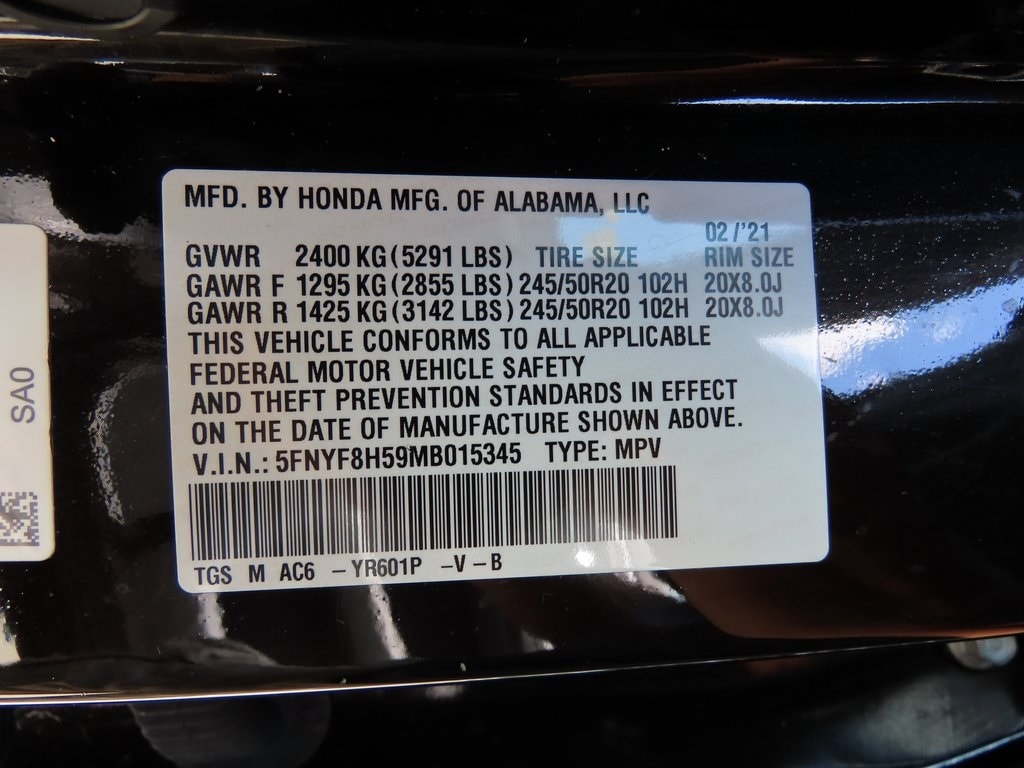 MFD. BY HONDA MFG. OF ALABAMA, LLC
02/'21
GVWR 2400 KG (5291 LBS) TIRE SIZE RIM SIZE
GAWR F 1295 KG (2855 LBS) 245/50R20 102H 20X8.0J
GAWR R 1425 KG (3142 LBS) 245/50R20 102H 20X8.0J
THIS VEHICLE CONFORMS TO ALL APPLICABLE
FEDERAL MOTOR VEHICLE SAFETY
AND THEFT PREVENTION STANDARDS IN EFFECT
ON THE DATE OF MANUFACTURE SHOWN ABOVE.
V.I.N.: 5FNYF8H59MB015345 TYPE: MPV
TGS M AC6 -YR601P -V-B
SA0